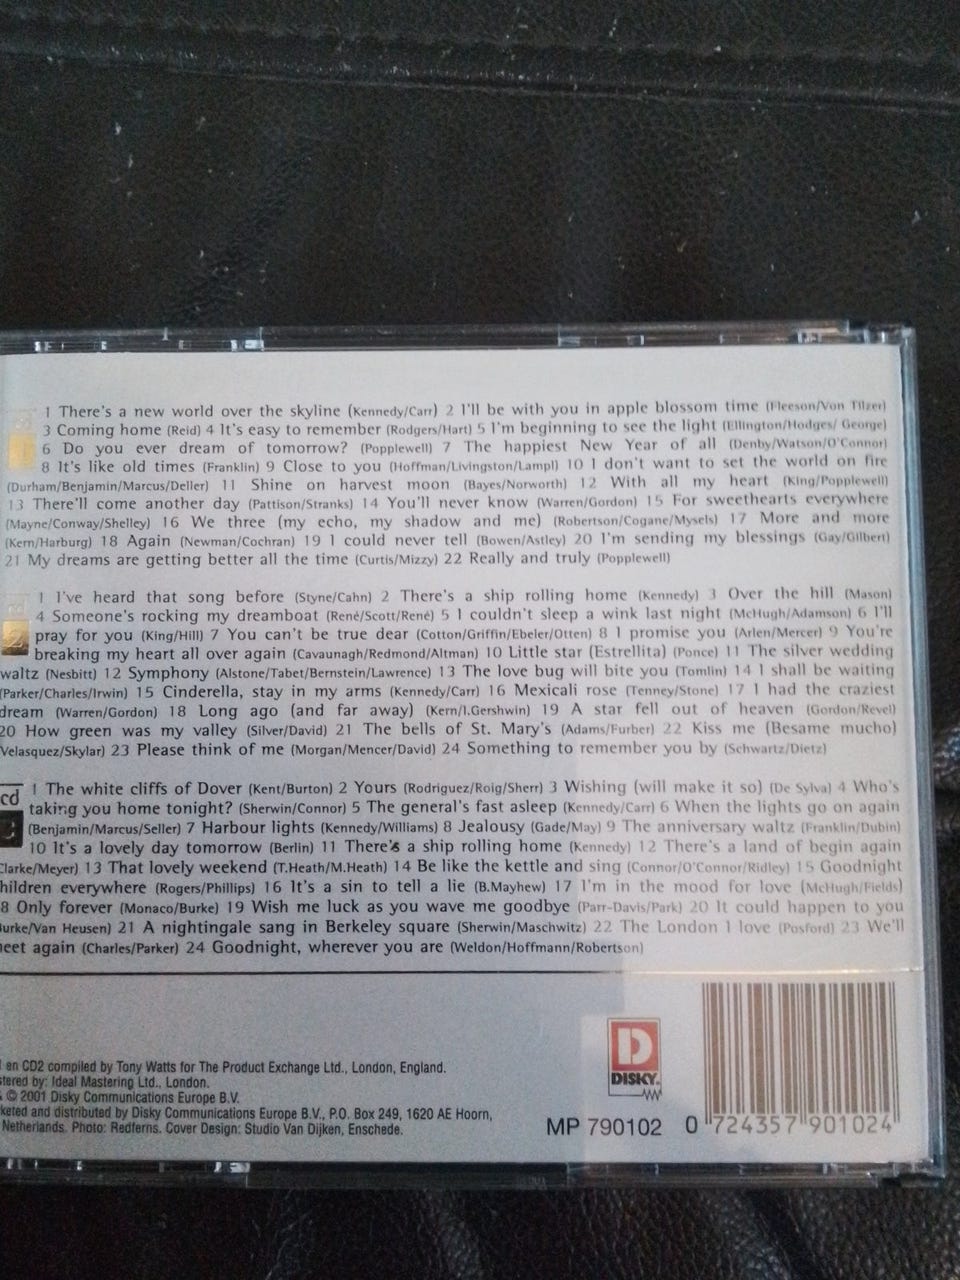 1 There's a new world over the skyline (Kennedy/Carr) 2 I'll be with you in apple blossom time (Fleeson/Von Tilzer)
3 Coming home (Reid) 4 It's easy to remember (Rodgers/Hart) 5 I'm beginning to see the light (Ellington/Hodges/ George)
6 Do you ever dream of tomorrow? (Popplewell) 7 The happiest New Year of all (Denby/Watson/O'Connor)
8 It's like old times (Franklin) 9 Close to you (Hoffman/Livingston/Lampl) 10 I don't want to set the world on fire
(Durham/Benjamin/Marcus/Deller) 11 Shine on harvest moon (Bayes/Norworth) 12 With all my heart (King/Popplewell)
13 There'll come another day (Pattison/Stranks) 14 You'll never know (Warren/Gordon) 15 For sweethearts everywhere
(Mayne/Conway/Shelley) 16 We three (my echo, my shadow and me) (Robertson/Cogane/Mysels) 17 More and more
(Kern/Harburg) 18 Again (Newman/Cochran) 19 I could never tell (Bowen/Astley) 20 I'm sending my blessings (Gay/Gilbert)
21 My dreams are getting better all the time (Curtis/Mizzy) 22 Really and truly (Popplewell)
1 I've heard that song before (Styne/Cahn) 2 There's a ship rolling home (Kennedy) 3 Over the hill (Mason)
4 Someone's rocking my dreamboat (René/Scott/René) 5 I couldn't sleep a wink last night (McHugh/Adamson) 6 I'll
2 pray for you (King/Hill) 7 You can't be true dear (Cotton/Griffin/Ebeler/Otten) 8 I promise you (Arlen/Mercer) 9 You're
breaking my heart all over again (Cavaunagh/Redmond/Altman) 10 Little star (Estrellita) (Ponce) 11 The silver wedding
waltz (Nesbitt) 12 Symphony (Alstone/Tabet/Bernstein/Lawrence) 13 The love bug will bite you (Tomlin) 14 I shall be waiting
(Parker/Charles/Irwin) 15 Cinderella, stay in my arms (Kennedy/Carr) 16 Mexicali rose (Tenney/Stone) 17 I had the craziest
dream (Warren/Gordon) 18 Long ago (and far away) (Kern/I.Gershwin) 19 A star fell out of heaven (Gordon/Revel)
20 How green was my valley (Silver/David) 21 The bells of St. Mary's (Adams/Furber) 22 Kiss me (Besame mucho)
Velasquez/Skylar) 23 Please think of me (Morgan/Mencer/David) 24 Something to remember you by (Schwartz/Dietz)
1 The white cliffs of Dover (Kent/Burton) 2 Yours (Rodriguez/Roig/Sherr) 3 Wishing (will make it so) (De Sylva) 4 Who's
cd taking you home tonight? (Sherwin/Connor) 5 The general's fast asleep (Kennedy/Carr) 6 When the lights go on again
(Benjamin/Marcus/Seller) 7 Harbour lights (Kennedy/Williams) 8 Jealousy (Gade/May) 9 The anniversary waltz (Franklin/Dubin)
10 It's a lovely day tomorrow (Berlin) 11 There's a ship rolling home (Kennedy) 12 There's a land of begin again
Clarke/Meyer) 13 That lovely weekend (T.Heath/M.Heath) 14 Be like the kettle and sing (Connor/O'Connor/Ridley) 15 Goodnight
hildren everywhere (Rogers/Phillips) 16 It's a sin to tell a lie (B.Mayhew) 17 I'm in the mood for love (McHugh/Fields)
8 Only forever (Monaco/Burke) 19 Wish me luck as you wave me goodbye (Parr-Davis/Park) 20 It could happen to you
Burke/Van Heusen) 21 A nightingale sang in Berkeley square (Sherwin/Maschwitz) 22 The London I love (Posford) 23 We'll
eet again (Charles/Parker) 24 Goodnight, wherever you are (Weldon/Hoffmann/Robertson)
en CD2 compiled by Tony Watts for The Product Exchange Ltd., London, England.
stered by: Ideal Mastering Ltd., London.
& © 2001 Disky Communications Europe B.V.
keted and distributed by Disky Communications Europe B.V., P.O. Box 249, 1620 AE Hoorn,
Netherlands. Photo: Redferns. Cover Design: Studio Van Dijken, Enschede.
D
DISKY.
MP 790102
0 724357 901024